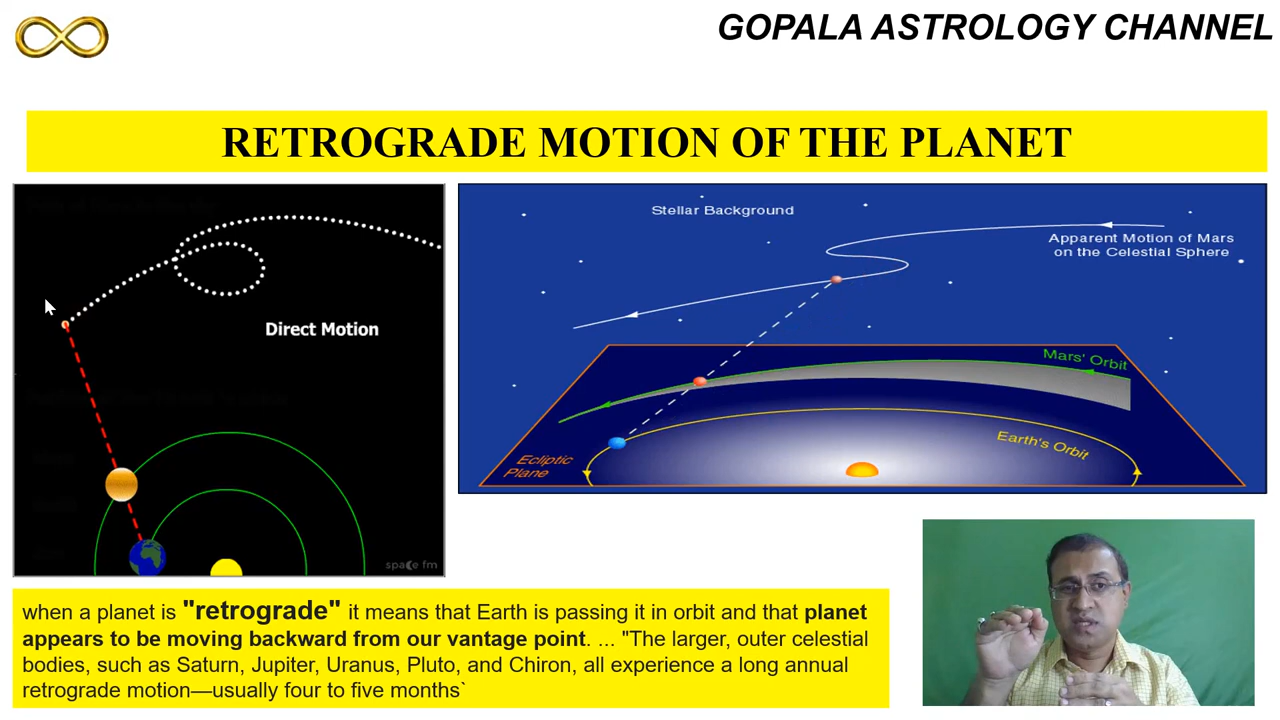 GOPALA ASTROLOGY CHANNEL
RETROGRADE MOTION OF THE PLANET
Direct Motion
space fm
Stellar Background
Apparent Motion of Mars
on the Celestial Sphere
Mars' Orbit
Earth's Orbit
Ecliptic
Plane
when a planet is "retrograde" it means that Earth is passing it in orbit and that planet
appears to be moving backward from our vantage point. ... "The larger, outer celestial
bodies, such as Saturn, Jupiter, Uranus, Pluto, and Chiron, all experience a long annual
retrograde motion—usually four to five months`